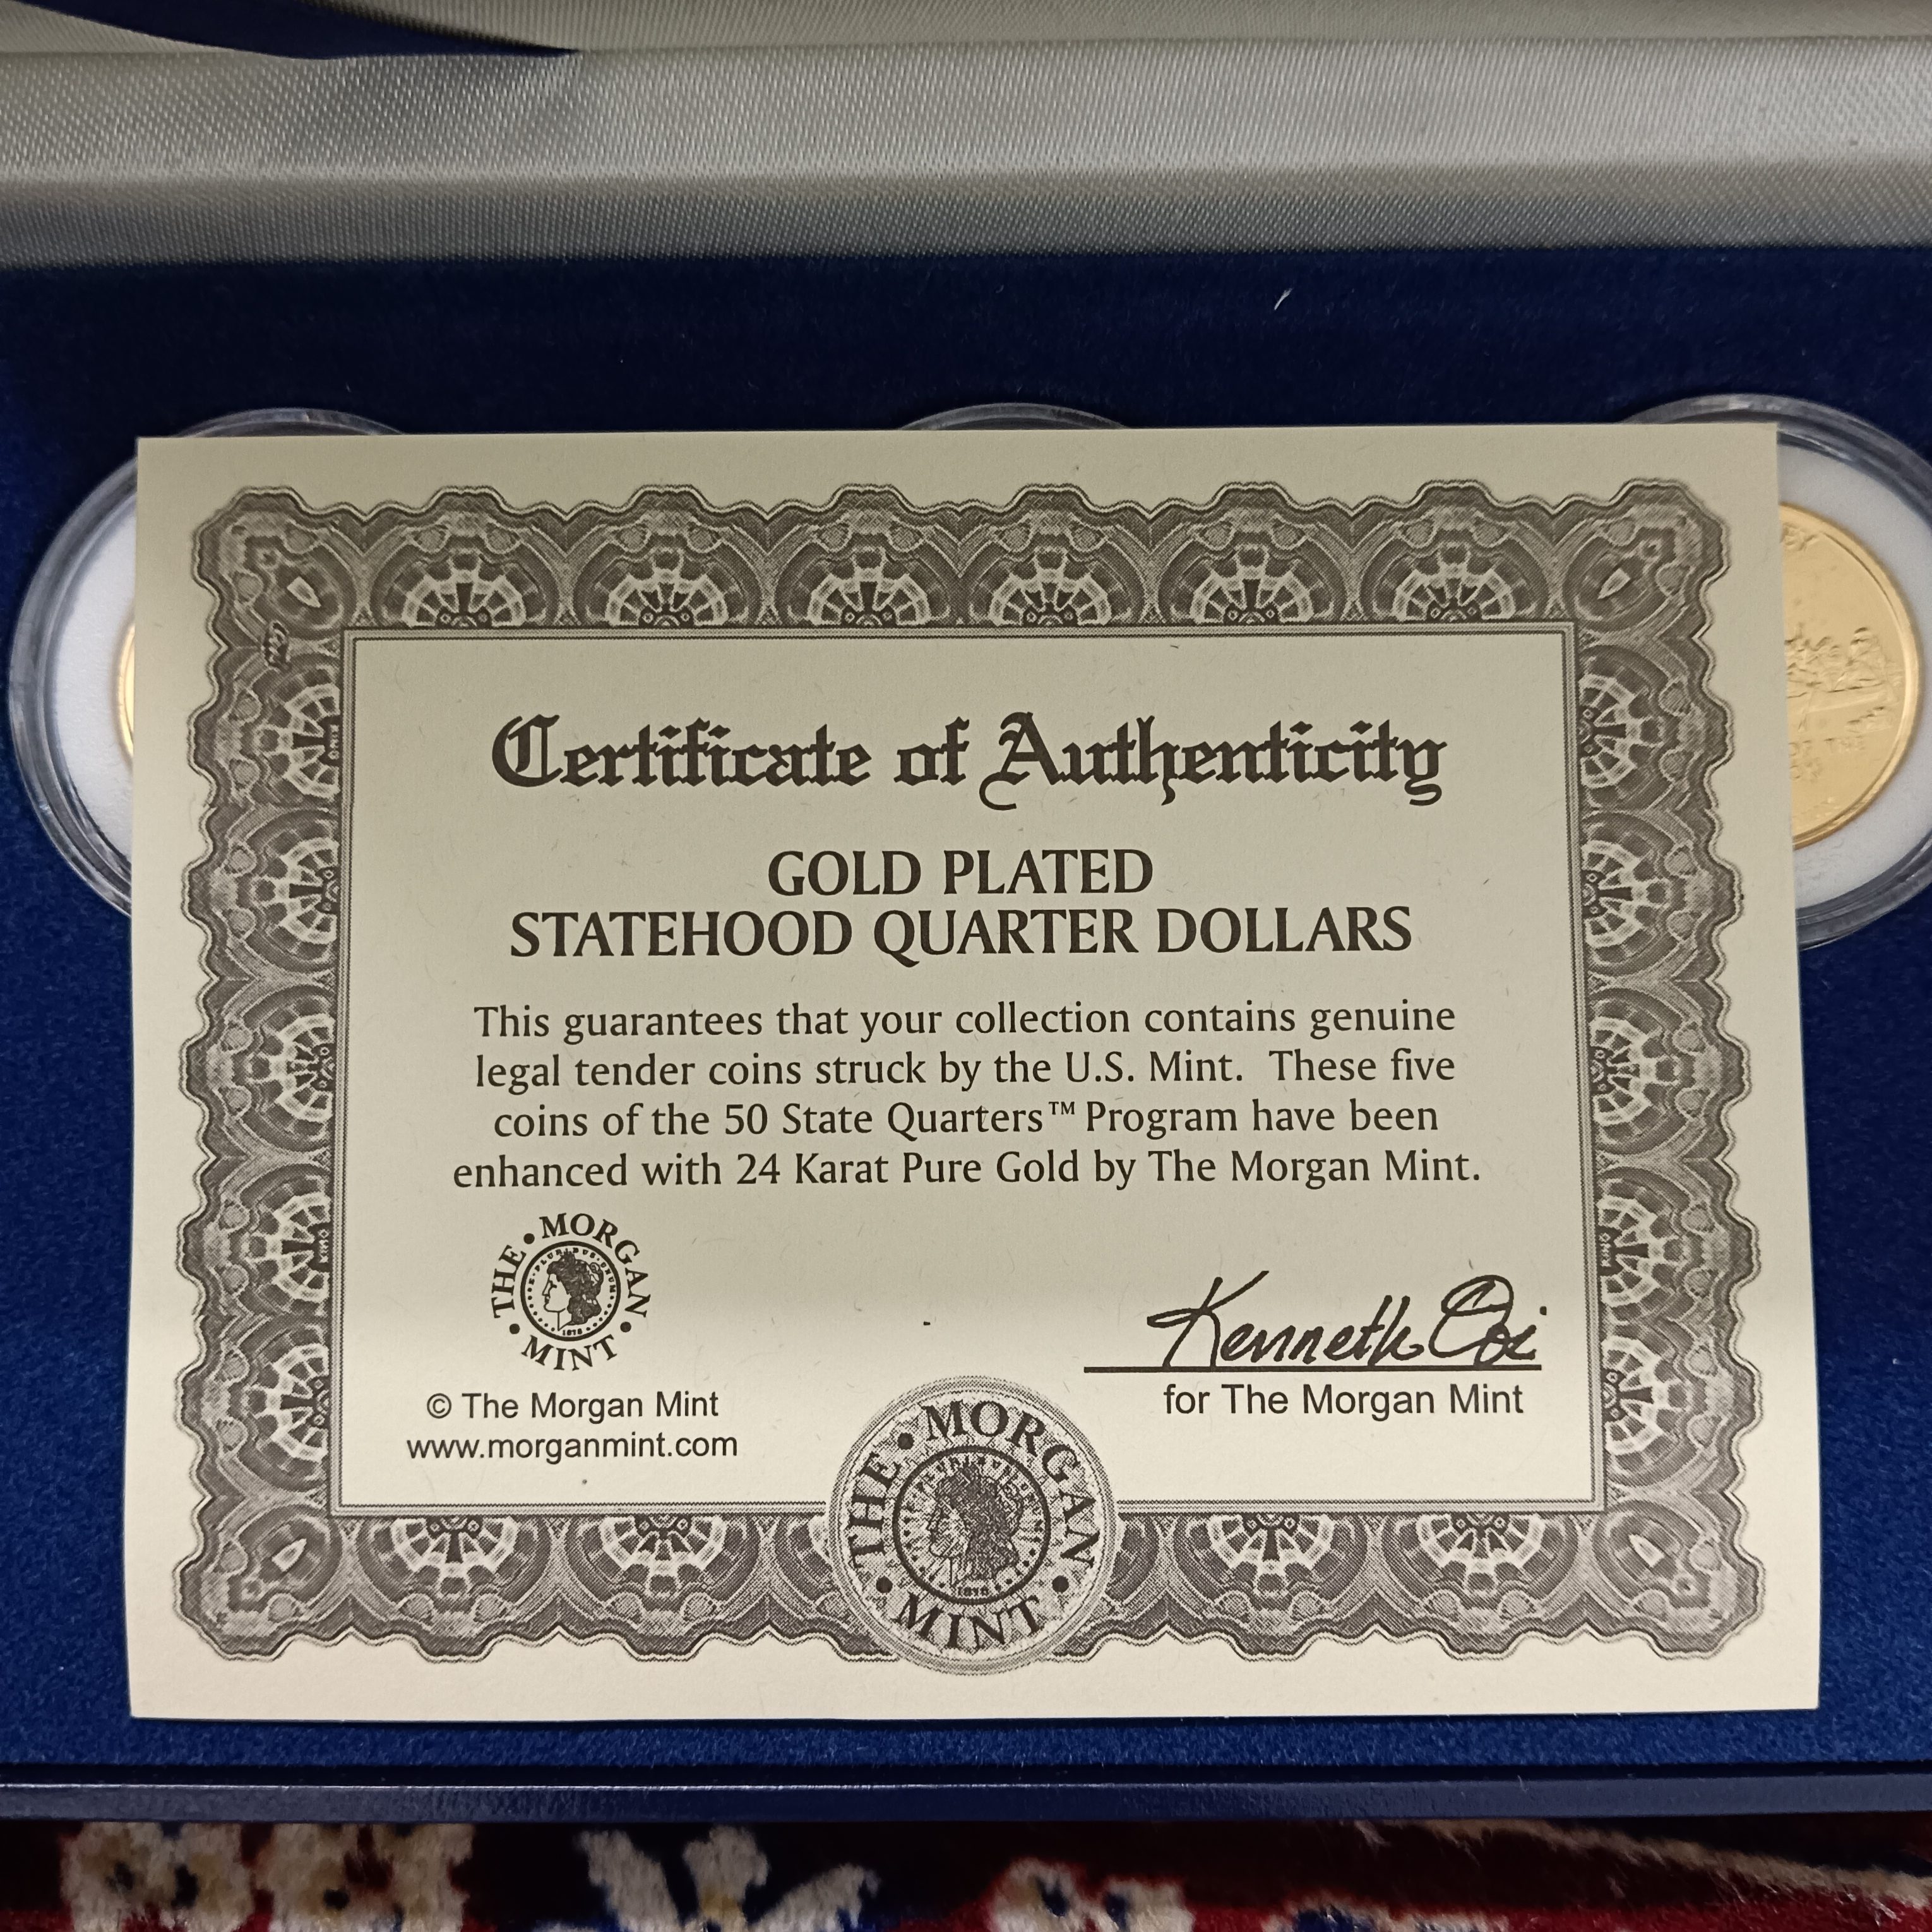 Certificate of Authenticity
GOLD PLATED
STATEHOOD QUARTER DOLLARS
This guarantees that your collection contains genuine
legal tender coins struck by the U.S. Mint. These five
coins of the 50 State Quarters™ Program have been
enhanced with 24 Karat Pure Gold by The Morgan Mint.
THE • MORGAN • MINT •
1878
Kenneth
for The Morgan Mint
© The Morgan Mint
www.morganmint.com
THE • MORGAN • MINT •
1878